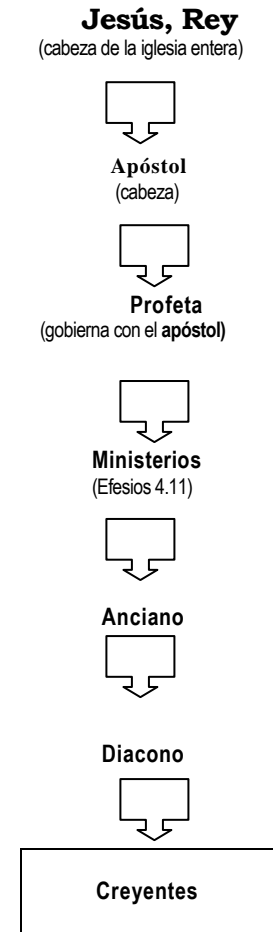 Jesús, Rey
(cabeza de la iglesia entera)
Apóstol
(cabeza)
Profeta
(gobierna con el apóstol)
Ministerios
(Efesios 4.11)
Anciano
Diacono
Creyentes